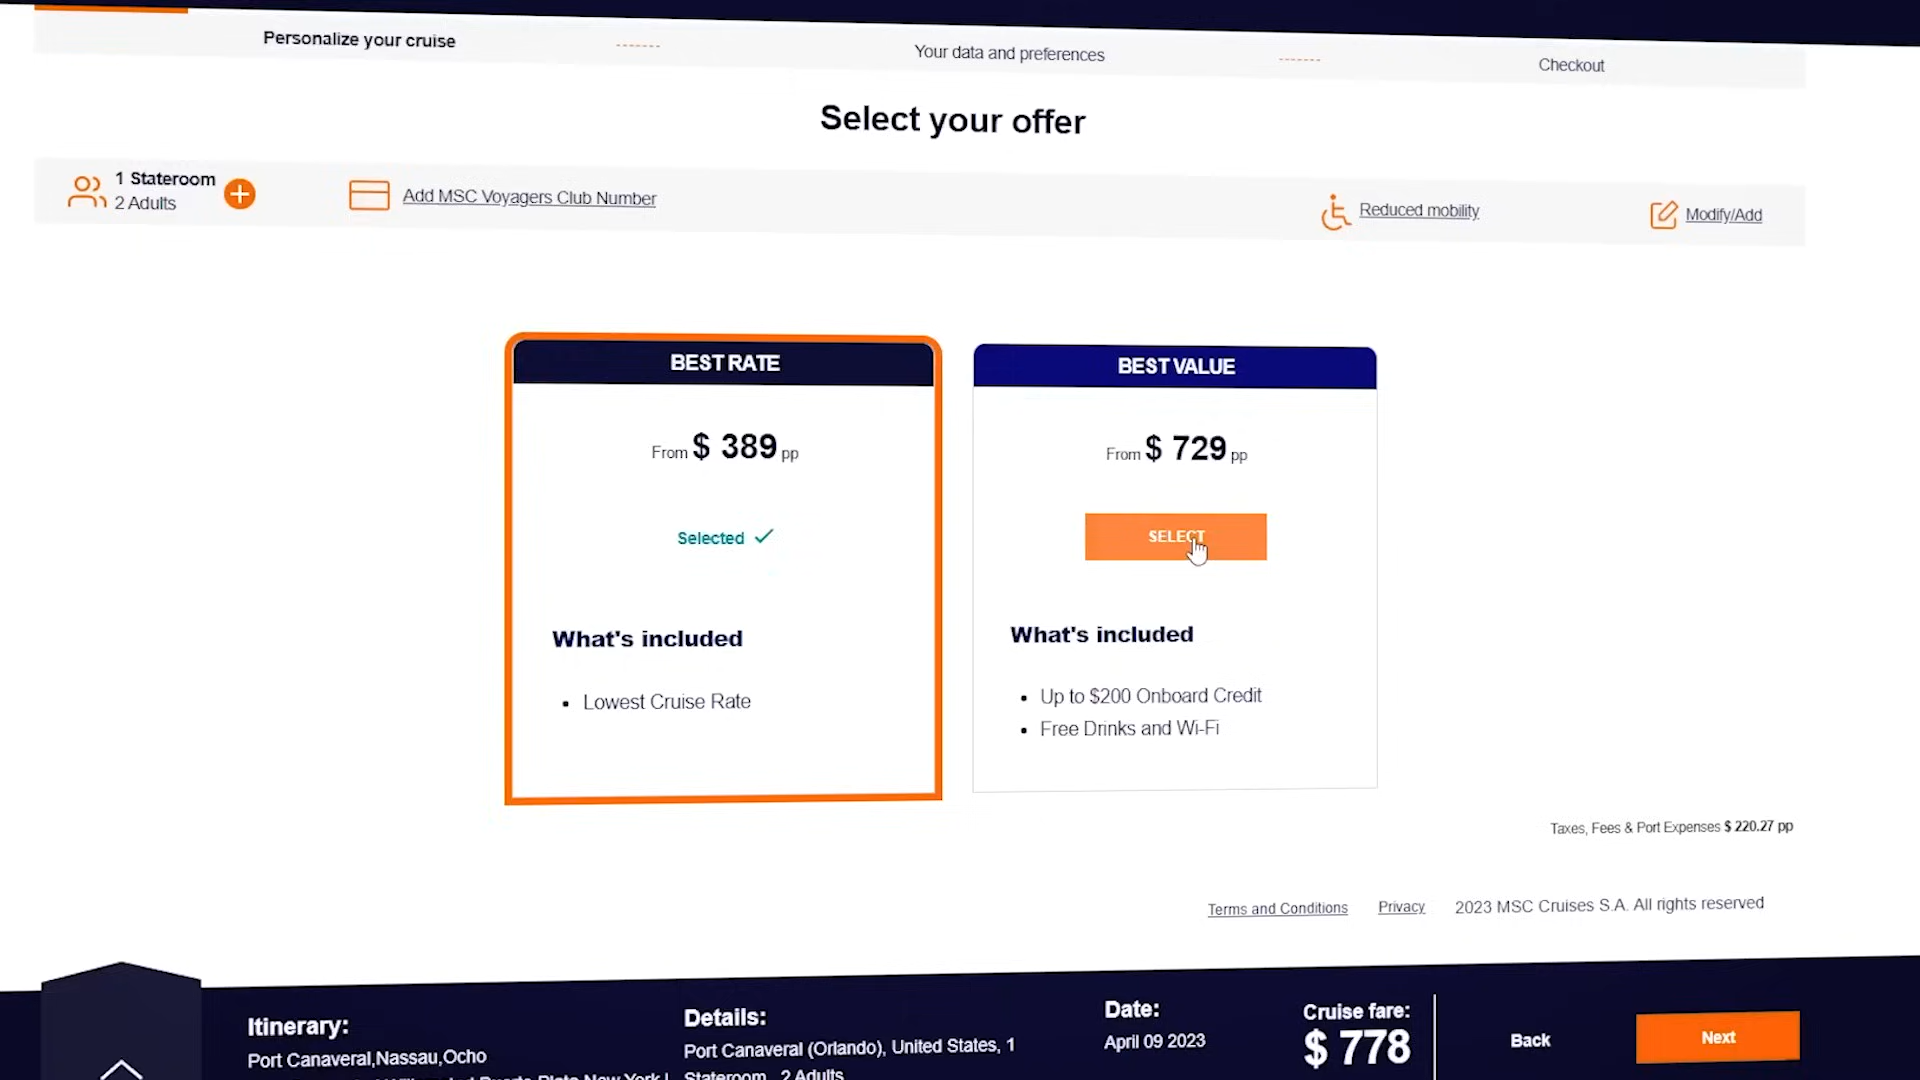 Personalize your cruise
Your data and preferences
Checkout
Select your offer
1 Stateroom
2 Adults
Add MSC Voyagers Club Number
Reduced mobility
Modify/Add
BEST RATE
From $ 389 pp
Selected
What's included
Lowest Cruise Rate
BEST VALUE
From $ 729 pp
SELECT
What's included
Up to $200 Onboard Credit
Free Drinks and Wi-Fi
Taxes, Fees & Port Expenses $ 220.27 pp
Terms and Conditions
Privacy
2023 MSC Cruises S.A. All rights reserved
Itinerary:
Port Canaveral,Nassau,Ocho
Puerto Plata,New York
Details:
Port Canaveral (Orlando), United States, 1
Stateroom, 2 Adults
Date:
April 09 2023
Cruise fare:
$ 778
Back
Next